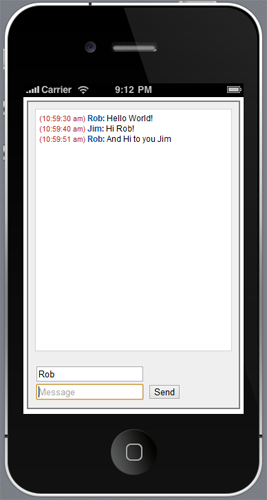 Carrier 9:12 PM
(10:59:30 am) Rob: Hello World!
(10:59:40 am) Jim: Hi Rob!
(10:59:51 am) Rob: And Hi to you Jim
Rob
Message Send